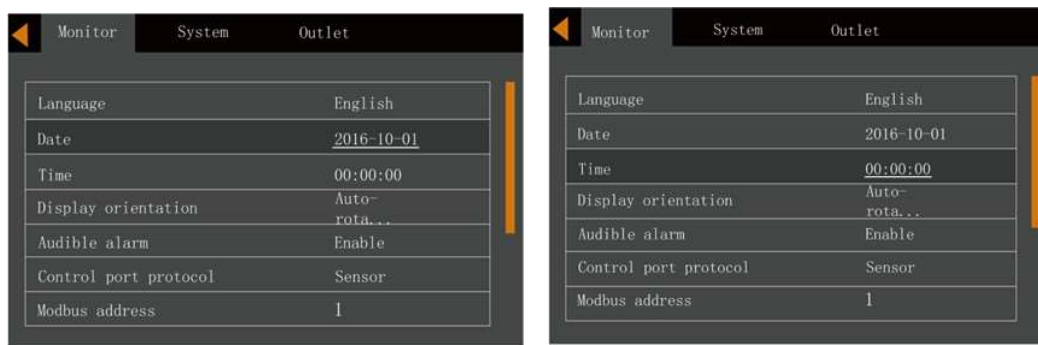 Monitor System Outlet
Language English
Date 2016-10-01
Time 00:00:00
Display orientation Auto-
rota...
Audible alarm Enable
Control port protocol Sensor
Modbus address 1
Monitor System Outlet
Language English
Date 2016-10-01
Time 00:00:00
Display orientation Auto-
rota...
Audible alarm Enable
Control port protocol Sensor
Modbus address 1